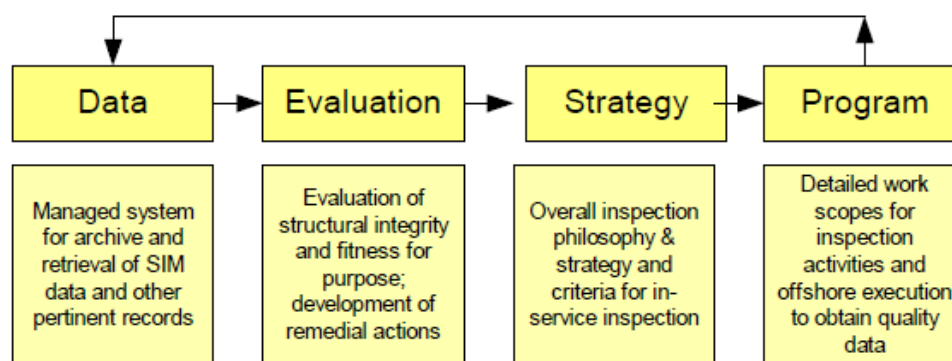 Data
Evaluation
Strategy
Program
Managed system
for archive and
retrieval of SIM
data and other
pertinent records
Evaluation of
structural integrity
and fitness for
purpose;
development of
remedial actions
Overall inspection
philosophy &
strategy and
criteria for in-
service inspection
Detailed work
scopes for
inspection
activities and
offshore execution
to obtain quality
data